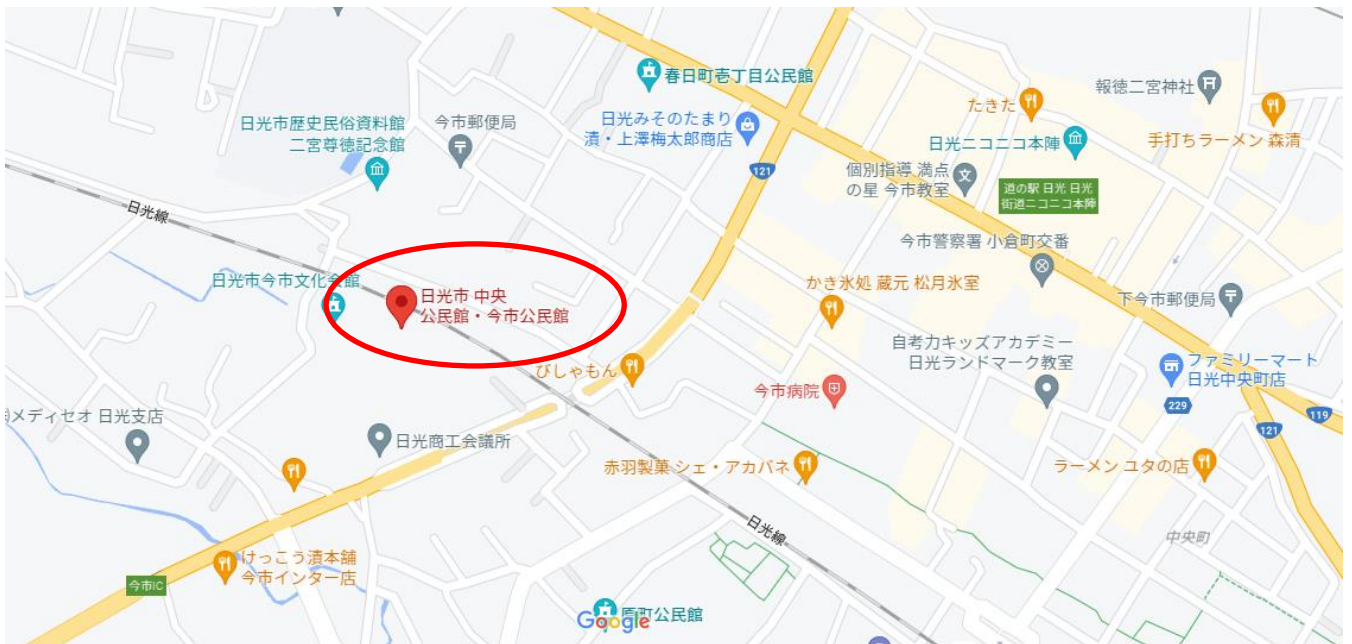 春日町壱丁目公民館
報徳二宮神社
たきた
日光市歴史民俗資料館
二宮尊徳記念館
今市郵便局
日光みそのたまり
漬・上澤梅太郎商店
日光ニコニコ本陣
手打ちラーメン 森清
121
個別指導 満点
の星 今市教室
道の駅 日光 日光
街道ニコニコ本陣
日光線
今市警察署 小倉町交番
日光市今市文化会館
日光市 中央
公民館・今市公民館
かき氷処 蔵元 松月氷室
下今市郵便局
自考力キッズアカデミー
日光ランドマーク教室
ファミリーマート
日光中央町店
びしゃもん
今市病院
229
119
121
メディセオ 日光支店
日光商工会議所
赤羽製菓 シェ・アカバネ
ラーメン ユタの店
日光線
中央町
けっこう漬本舗
今市インター店
今市IC
原町公民館
Google